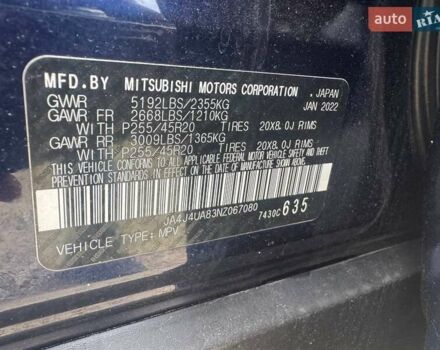 auto RIA
MFD.BY MITSUBISHI MOTORS CORPORATION, JAPAN
GVWR 5192LBS/2355KG JAN 2022
GAWR FR 2668LBS/1210KG
WITH P255/45R20 TIRES 20X8.0J RIMS
GAWR RR 3009LBS/1365KG
WITH P255/45R20 TIRES 20X8.0J RIMS
THIS VEHICLE CONFORMS TO ALL APPLICABLE
FEDERAL MOTOR VEHICLE SAFETY AND THEFT
PREVENTION STANDARDS IN EFFECT ON THE DATE
OF MANUFACTURE SHOWN ABOVE.
JA4J4UA83NZ067080
7430C635
VEHICLE TYPE: MPV